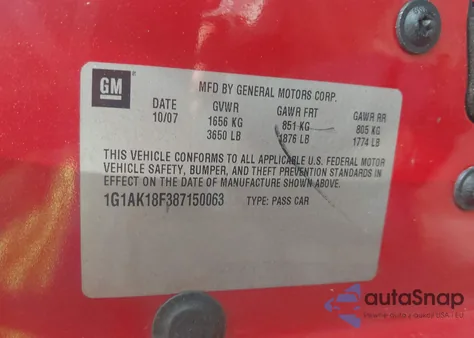 GM
MFD BY GENERAL MOTORS CORP.
DATE GVWR GAWR FRT GAWR RR
10/07 1656 KG 851 KG 805 KG
3650 LB 1876 LB 1774 LB
THIS VEHICLE CONFORMS TO ALL APPLICABLE U.S. FEDERAL MOTOR
VEHICLE SAFETY, BUMPER, AND THEFT PREVENTION STANDARDS IN
EFFECT ON THE DATE OF MANUFACTURE SHOWN ABOVE.
1G1AK18F387150063 TYPE: PASS CAR
autoSnap